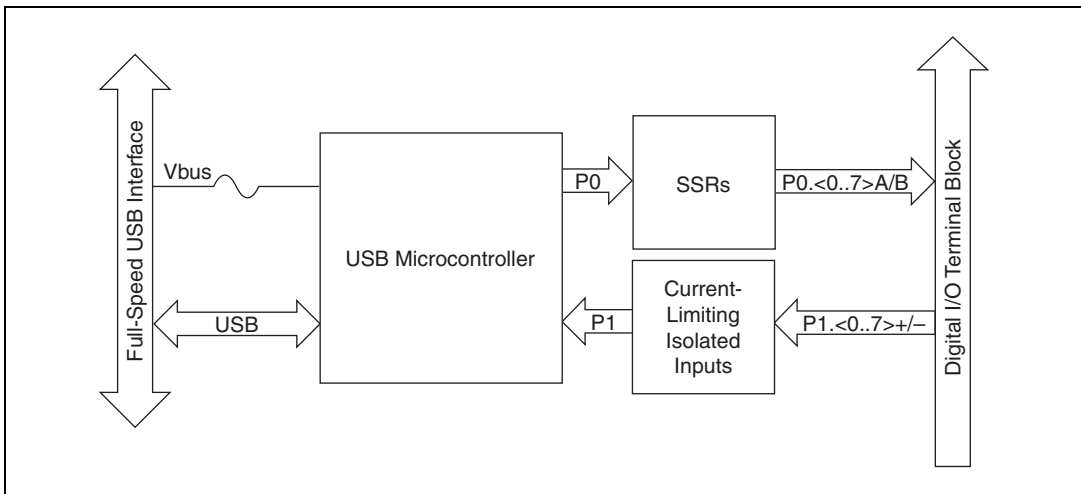 Full-Speed USB Interface
Vbus
USB
USB Microcontroller
P0
SSRs
P0.<0..7>A/B
P1
Current-
Limiting
Isolated
Inputs
P1.<0..7>+/–
Digital I/O Terminal Block